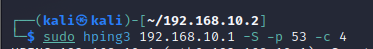 ┌──(kali㉿kali)-[~/192.168.10.2]
└─$ sudo hping3 192.168.10.1 -S -p 53 -c 4